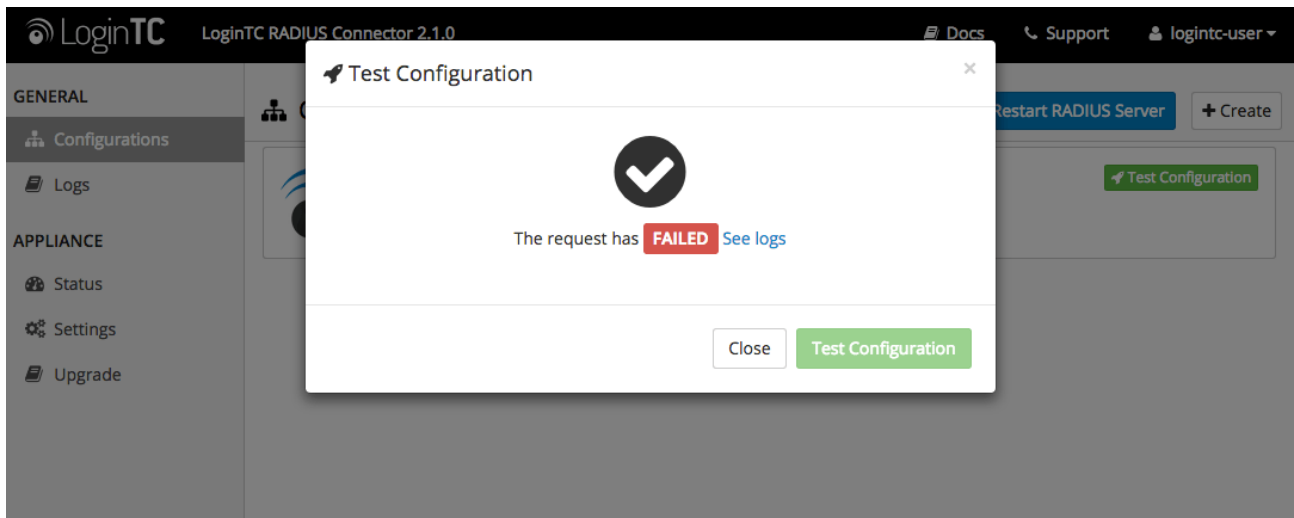 LoginTC
LoginTC RADIUS Connector 2.1.0
Docs
Support
logintc-user
GENERAL
Configurations
Logs
APPLIANCE
Status
Settings
Upgrade
Restart RADIUS Server
Create
Test Configuration
Test Configuration
×
The request has FAILED See logs
Close
Test Configuration